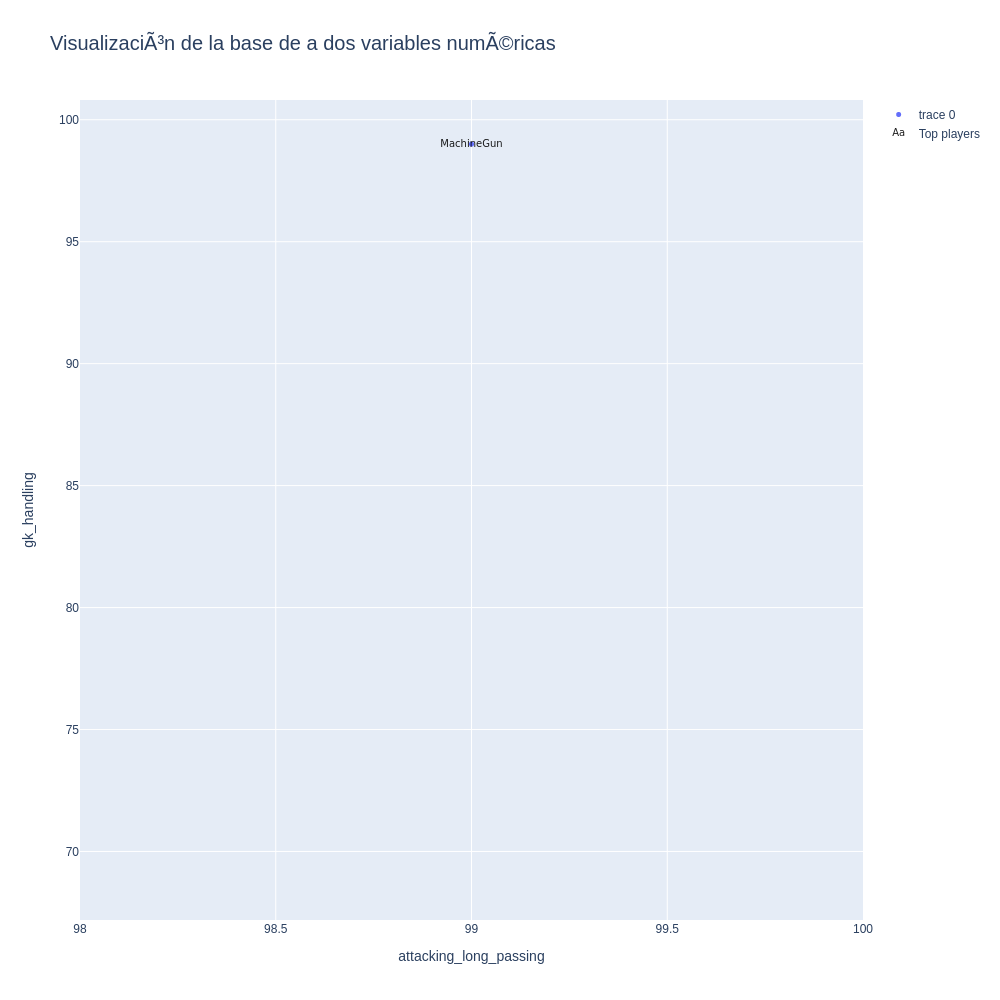 VisualizaciÃ³n de la base de a dos variables numÃ©ricas
trace 0
Aa Top players
MachineGun
100
95
90
85
80
75
70
gk_handling
98 98.5 99 99.5 100
attacking_long_passing